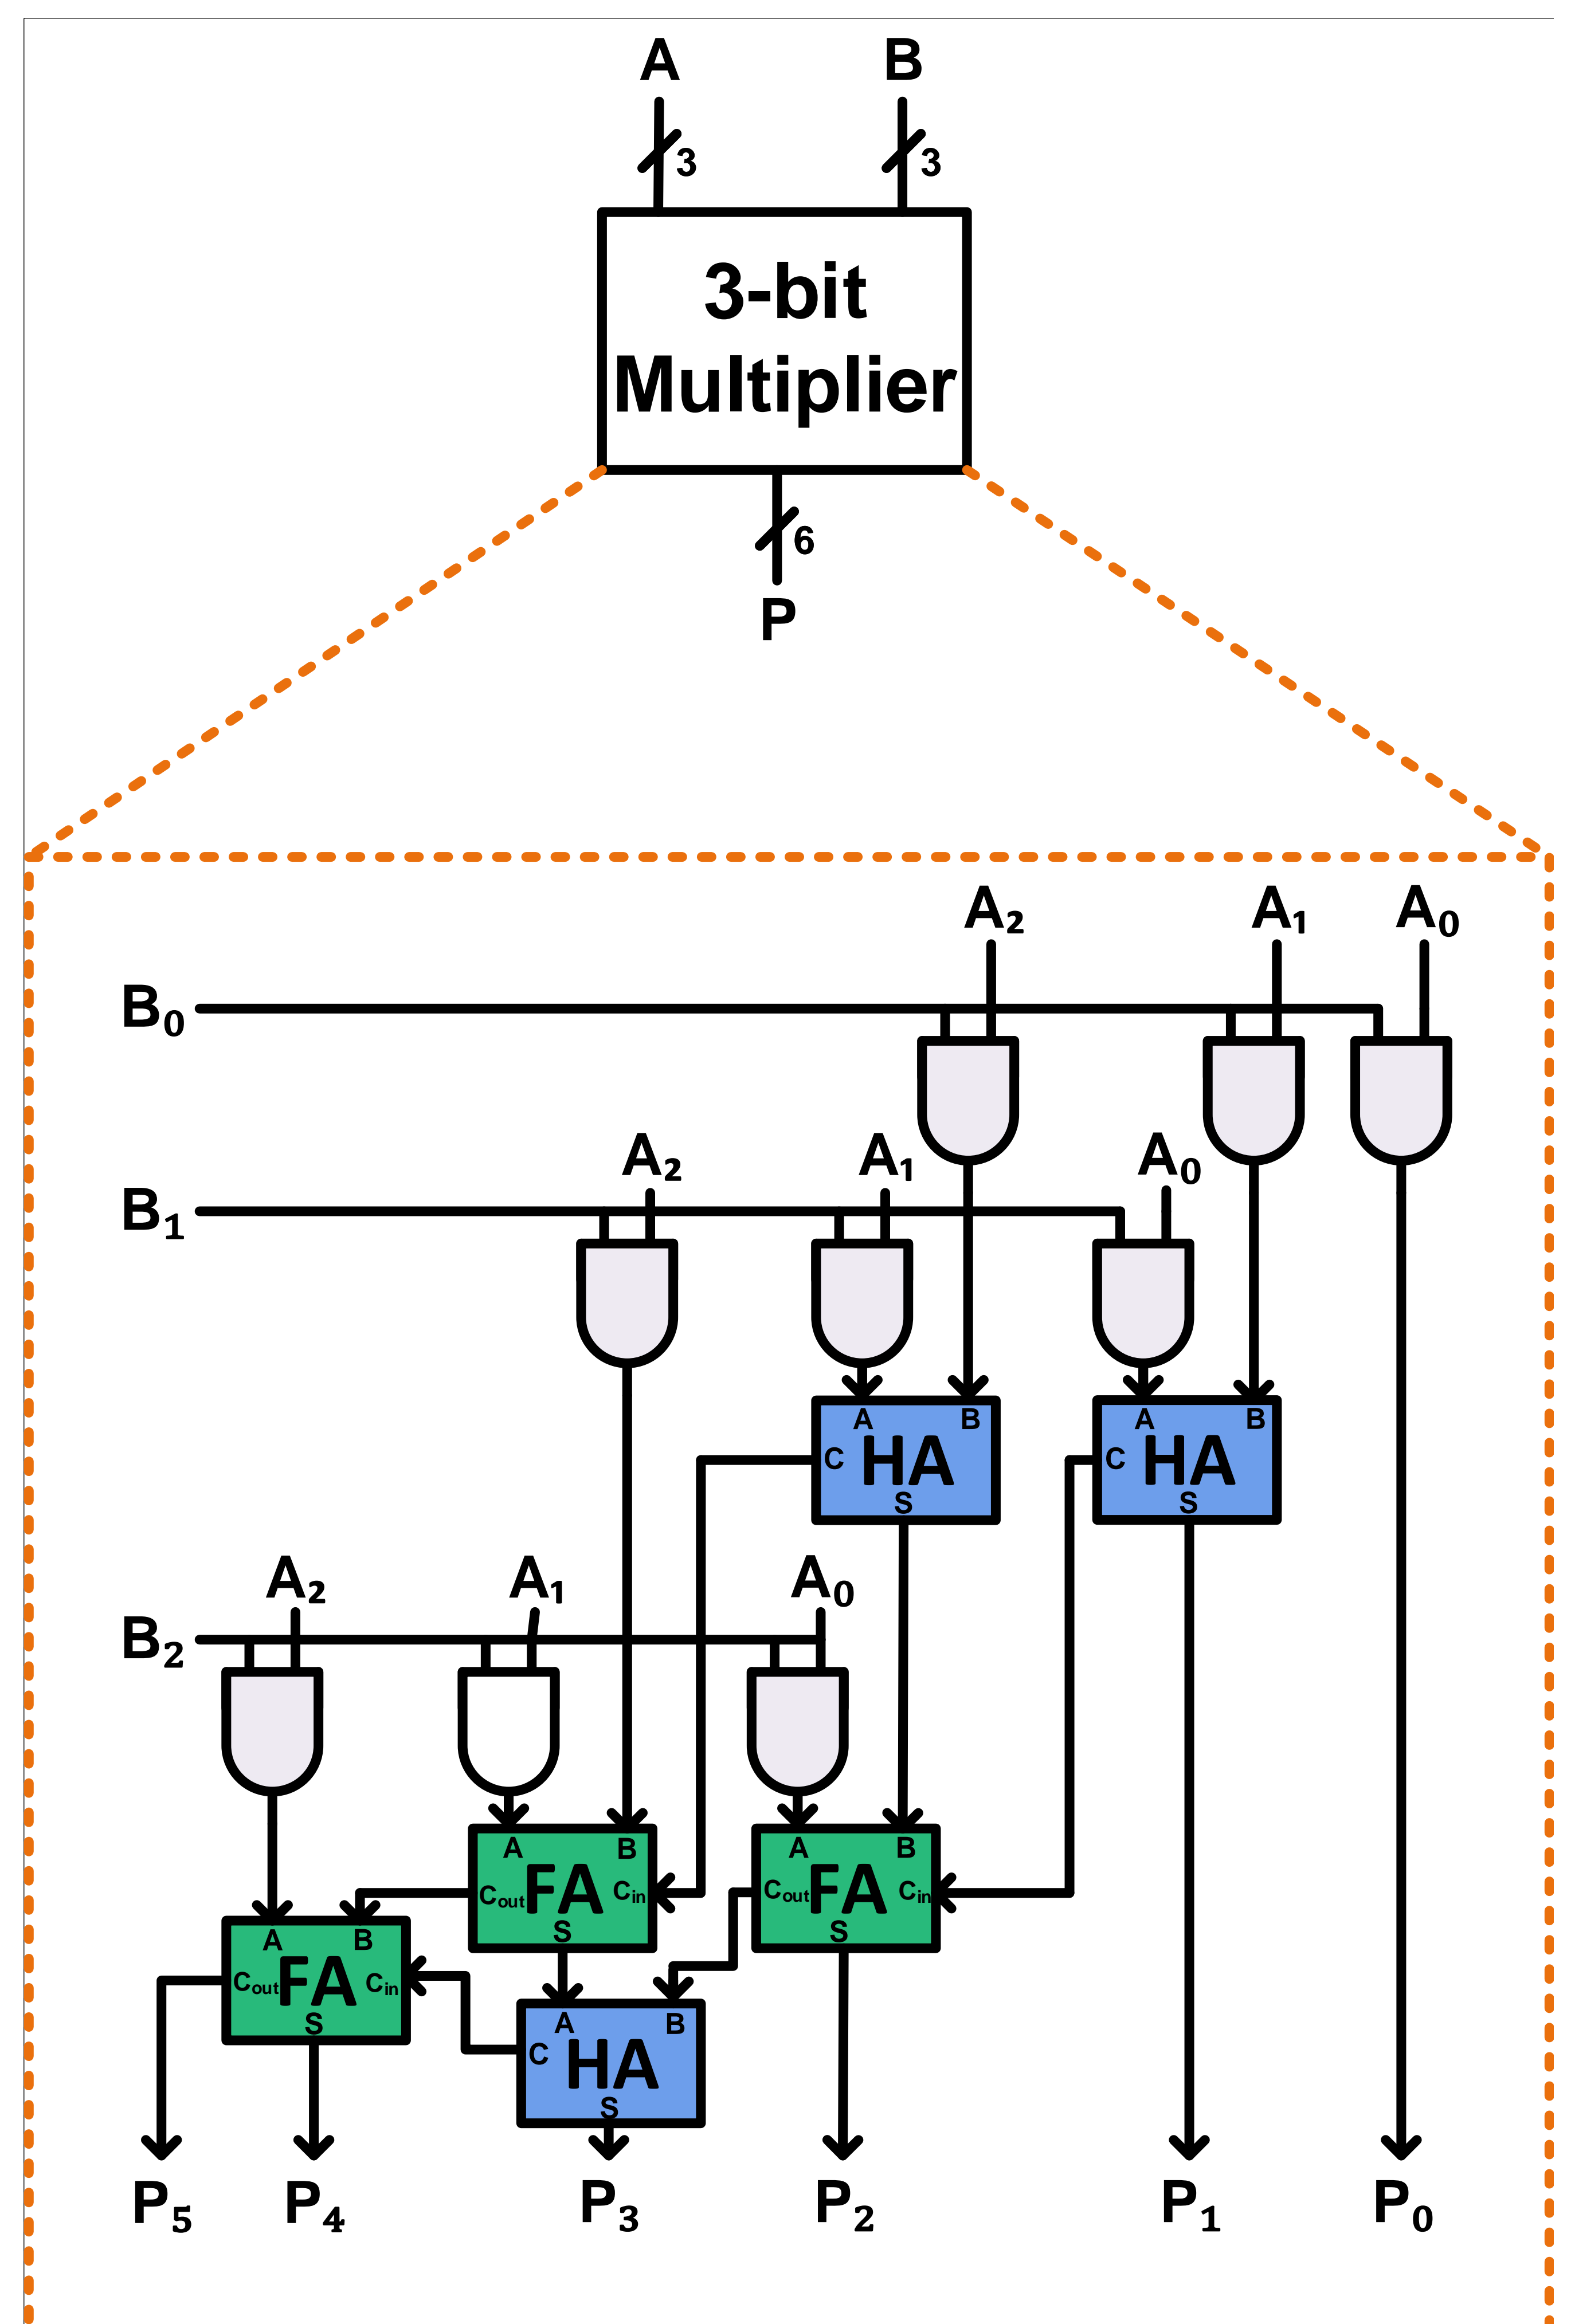 A B
3 3
3-bit
Multiplier
6
P
A₂ A₁ A₀
B₀
A₂ A₁ A₀
B₁
A B A B
C HA C HA
S S
A₂ A₁ A₀
B₂
A B A B
Cout FA Cin Cout FA Cin
S S
A B
Cout FA Cin
S
A B
C HA
S
P₅ P₄ P₃ P₂ P₁ P₀